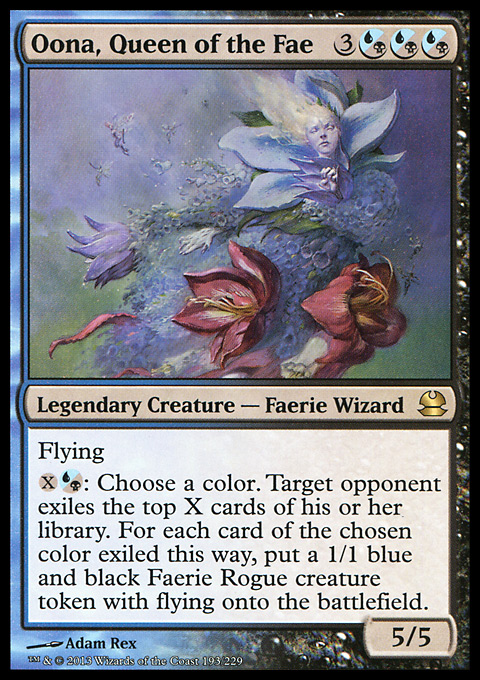 Oona, Queen of the Fae 3
Legendary Creature — Faerie Wizard
Flying
X: Choose a color. Target opponent
exiles the top X cards of his or her
library. For each card of the chosen
color exiled this way, put a 1/1 blue
and black Faerie Rogue creature
token with flying onto the battlefield.
Adam Rex
™ & © 2013 Wizards of the Coast 193/229
5/5